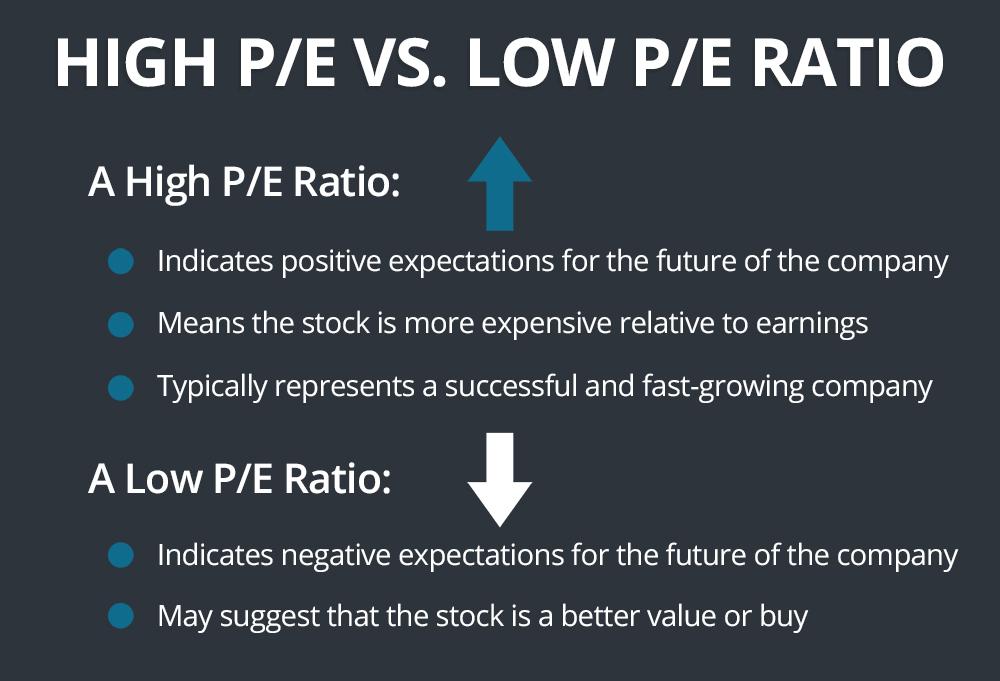 HIGH P/E VS. LOW P/E RATIO
A High P/E Ratio:
Indicates positive expectations for the future of the company
Means the stock is more expensive relative to earnings
Typically represents a successful and fast-growing company
A Low P/E Ratio:
Indicates negative expectations for the future of the company
May suggest that the stock is a better value or buy